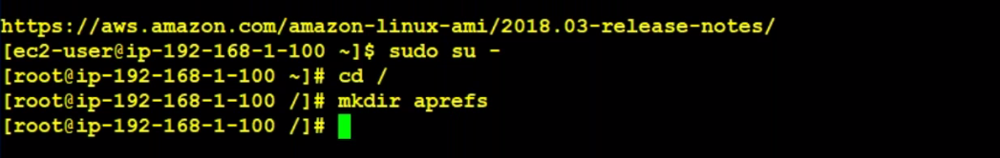 https://aws.amazon.com/amazon-linux-ami/2018.03-release-notes/
[ec2-user@ip-192-168-1-100 ~]$ sudo su -
[root@ip-192-168-1-100 ~]# cd /
[root@ip-192-168-1-100 /]# mkdir aprefs
[root@ip-192-168-1-100 /]#